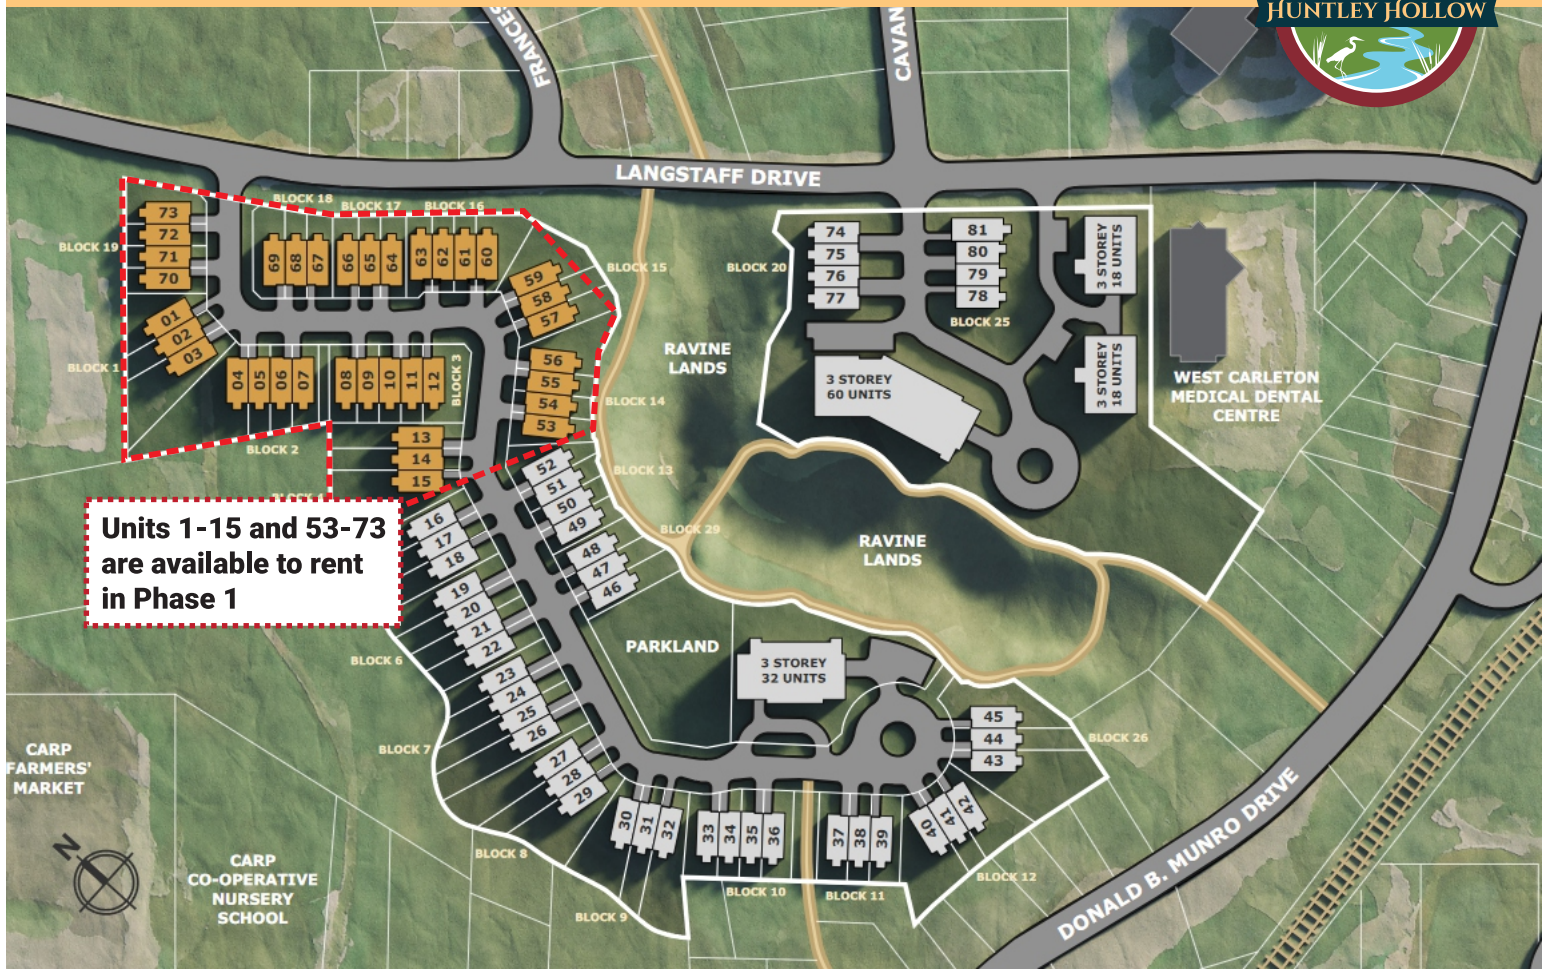 HUNTLEY HOLLOW
FRANCES
CAVAN
LANGSTAFF DRIVE
BLOCK 18
BLOCK 17
BLOCK 16
BLOCK 19
73
72
71
70
69
68
67
66
65
64
63
62
61
60
59
58
57
BLOCK 15
01
02
03
BLOCK 1
04
05
06
07
08
09
10
11
12
BLOCK 3
BLOCK 2
56
55
54
53
BLOCK 14
13
14
15
52
51
50
49
BLOCK 13
48
47
46
BLOCK 29
Units 1-15 and 53-73
are available to rent
in Phase 1
16
17
18
19
20
21
22
BLOCK 6
23
24
25
26
BLOCK 7
27
28
29
BLOCK 8
30
31
32
BLOCK 9
33
34
35
36
BLOCK 10
37
38
39
BLOCK 11
40
41
42
BLOCK 12
45
44
43
BLOCK 26
PARKLAND
3 STOREY
32 UNITS
RAVINE
LANDS
RAVINE
LANDS
BLOCK 20
74
75
76
77
81
80
79
78
BLOCK 25
3 STOREY
18 UNITS
3 STOREY
18 UNITS
3 STOREY
60 UNITS
WEST CARLETON
MEDICAL DENTAL
CENTRE
DONALD B. MUNRO DRIVE
CARP
FARMERS'
MARKET
N
CARP
CO-OPERATIVE
NURSERY
SCHOOL